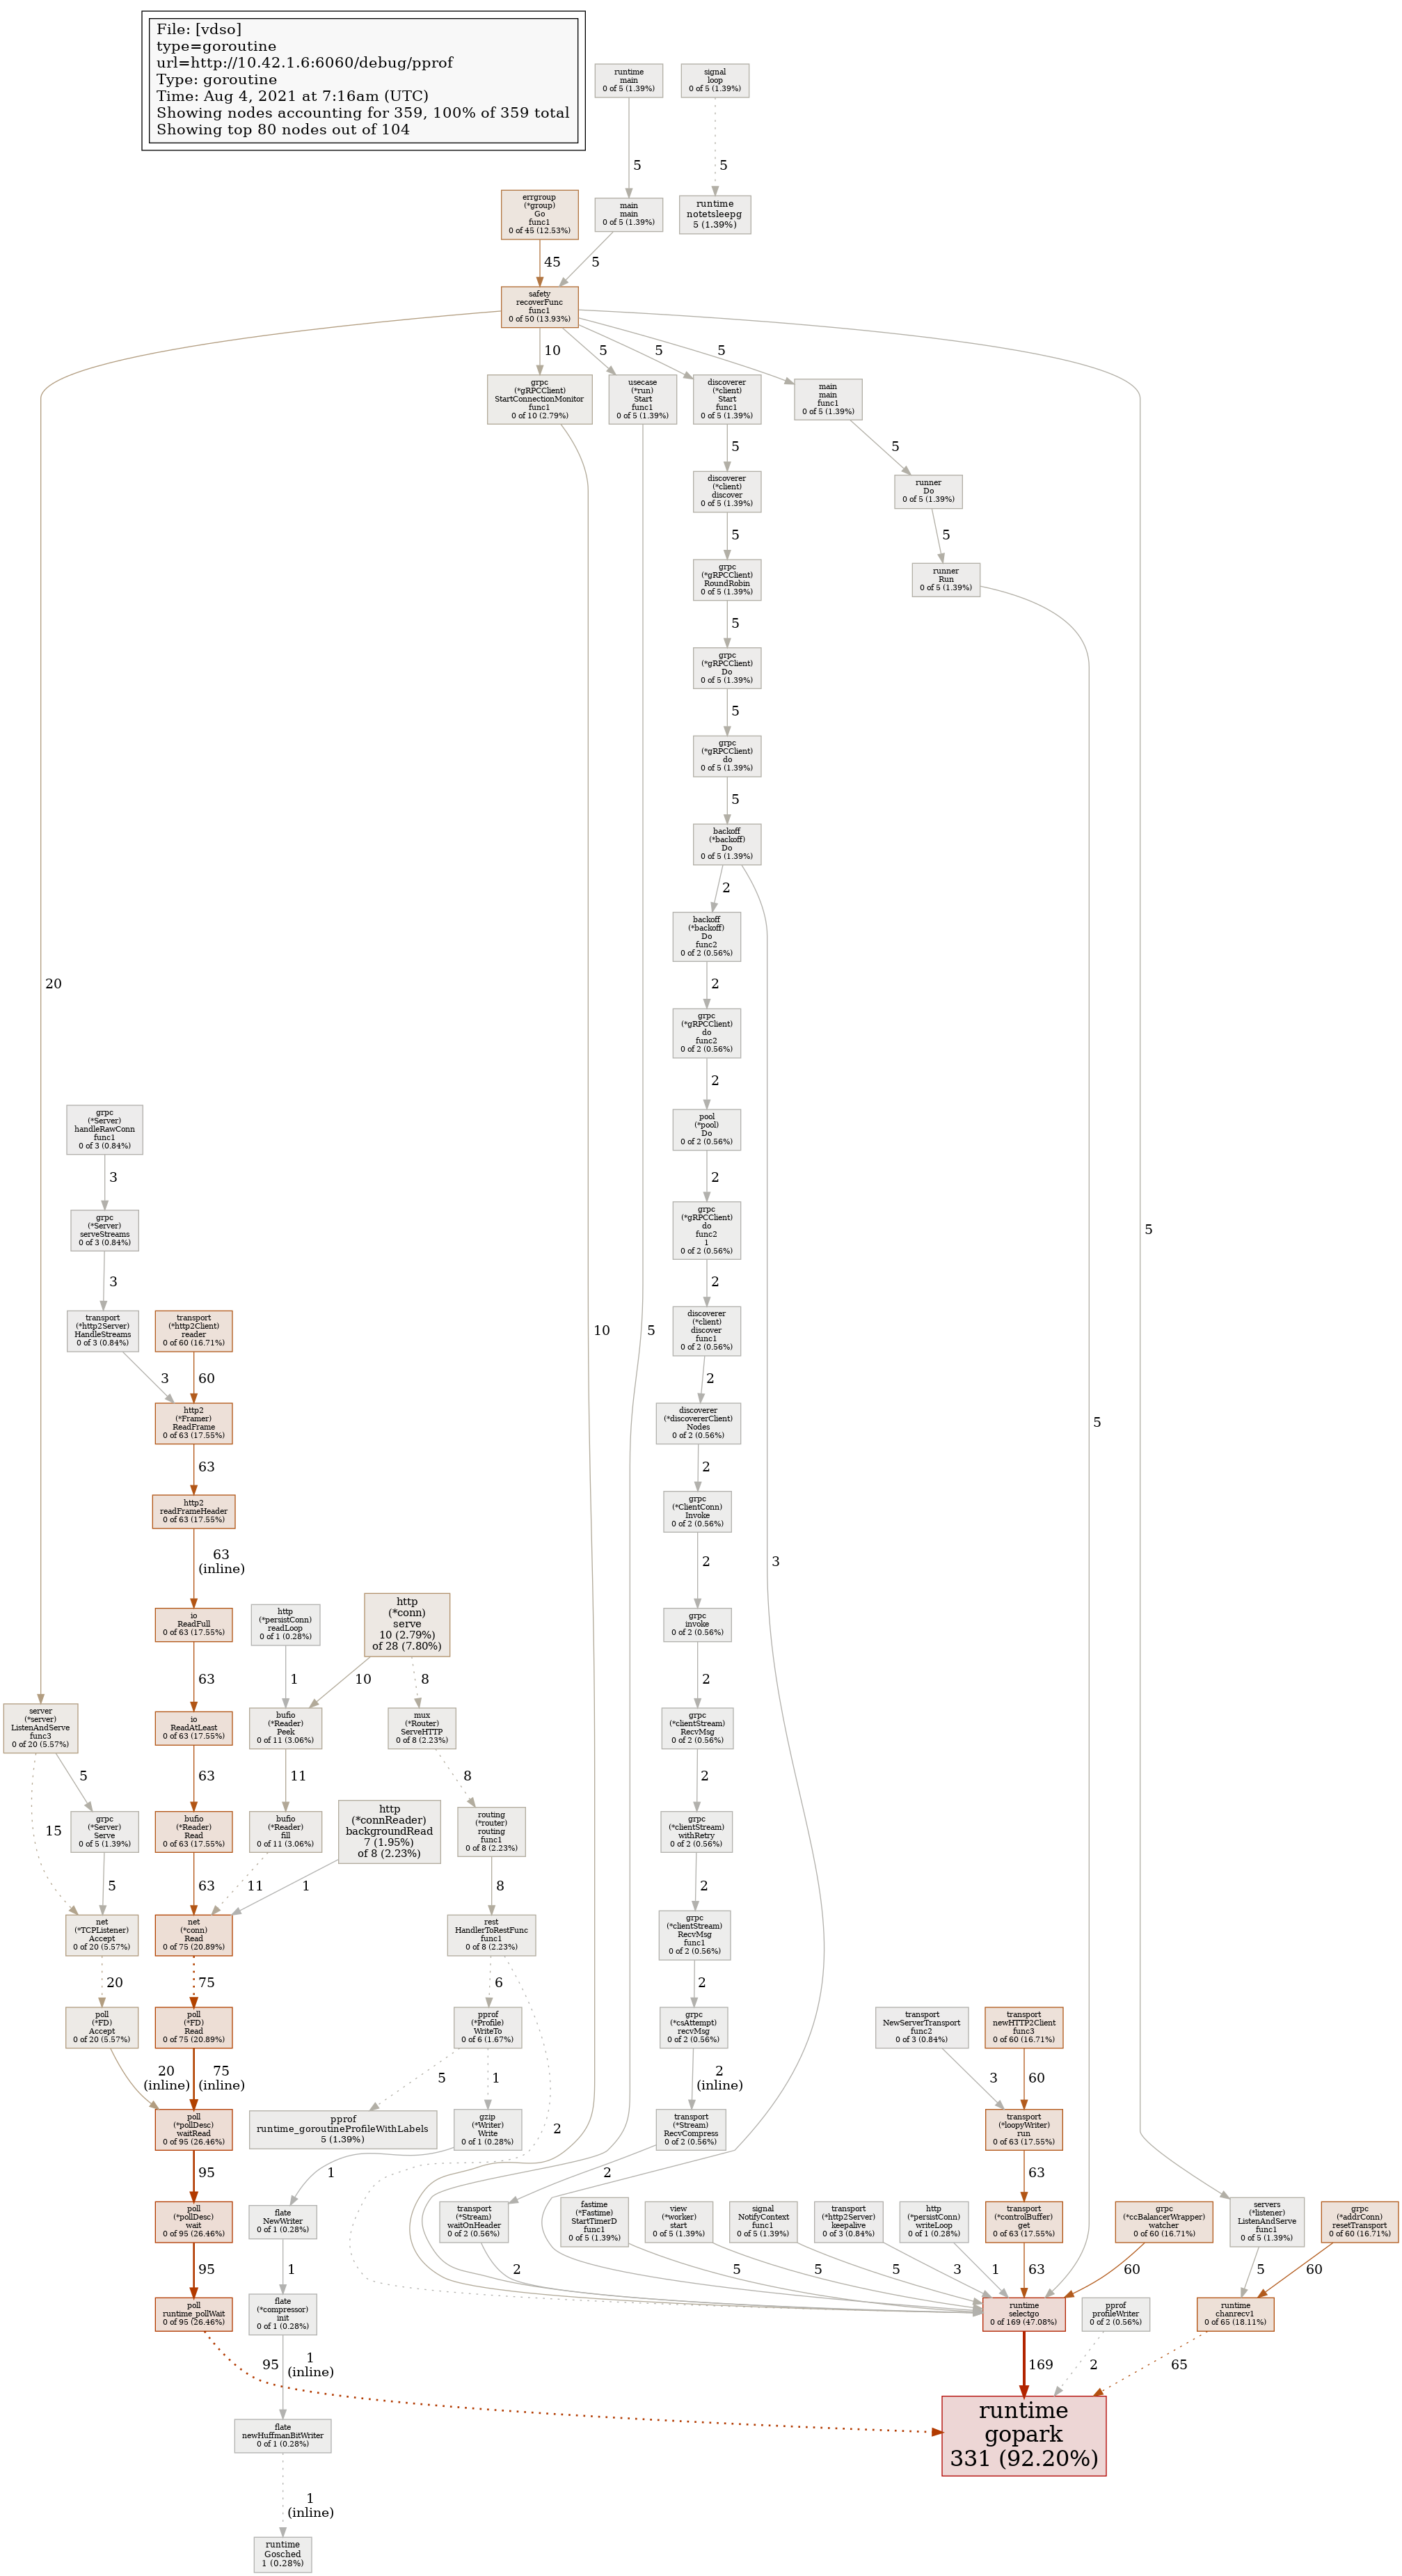 File: [vdso]
type=goroutine
url=http://10.42.1.6:6060/debug/pprof
Type: goroutine
Time: Aug 4, 2021 at 7:16am (UTC)
Showing nodes accounting for 359, 100% of 359 total
Showing top 80 nodes out of 104
runtime
main
0 of 5 (1.39%)
signal
loop
0 of 5 (1.39%)
5
5
errgroup
(*group)
Go
func1
0 of 45 (12.53%)
main
main
0 of 5 (1.39%)
runtime
notetsleepg
5 (1.39%)
45
5
safety
recoverFunc
func1
0 of 50 (13.93%)
10
5
5
5
grpc
(*gRPCClient)
StartConnectionMonitor
func1
0 of 10 (2.79%)
usecase
(*run)
Start
func1
0 of 5 (1.39%)
discoverer
(*client)
Start
func1
0 of 5 (1.39%)
main
main
func1
0 of 5 (1.39%)
5
5
discoverer
(*client)
discover
0 of 5 (1.39%)
runner
Do
0 of 5 (1.39%)
5
5
grpc
(*gRPCClient)
RoundRobin
0 of 5 (1.39%)
runner
Run
0 of 5 (1.39%)
5
grpc
(*gRPCClient)
Do
0 of 5 (1.39%)
5
grpc
(*gRPCClient)
do
0 of 5 (1.39%)
5
backoff
(*backoff)
Do
0 of 5 (1.39%)
2
backoff
(*backoff)
Do
func2
0 of 2 (0.56%)
20
2
grpc
(*gRPCClient)
do
func2
0 of 2 (0.56%)
2
grpc
(*Server)
handleRawConn
func1
0 of 3 (0.84%)
pool
(*pool)
Do
0 of 2 (0.56%)
3
2
grpc
(*Server)
serveStreams
0 of 3 (0.84%)
grpc
(*gRPCClient)
do
func2
1
0 of 2 (0.56%)
5
3
2
transport
(*http2Server)
HandleStreams
0 of 3 (0.84%)
transport
(*http2Client)
reader
0 of 60 (16.71%)
10
5
discoverer
(*client)
discover
func1
0 of 2 (0.56%)
3
60
2
http2
(*Framer)
ReadFrame
0 of 63 (17.55%)
discoverer
(*discovererClient)
Nodes
0 of 2 (0.56%)
5
63
2
http2
readFrameHeader
0 of 63 (17.55%)
grpc
(*ClientConn)
Invoke
0 of 2 (0.56%)
63
(inline)
2
3
io
ReadFull
0 of 63 (17.55%)
http
(*persistConn)
readLoop
0 of 1 (0.28%)
http
(*conn)
serve
10 (2.79%)
of 28 (7.80%)
grpc
invoke
0 of 2 (0.56%)
63
1
10
8
2
server
(*server)
ListenAndServe
func3
0 of 20 (5.57%)
io
ReadAtLeast
0 of 63 (17.55%)
bufio
(*Reader)
Peek
0 of 11 (3.06%)
mux
(*Router)
ServeHTTP
0 of 8 (2.23%)
grpc
(*clientStream)
RecvMsg
0 of 2 (0.56%)
5
63
11
8
2
15
grpc
(*Server)
Serve
0 of 5 (1.39%)
bufio
(*Reader)
Read
0 of 63 (17.55%)
bufio
(*Reader)
fill
0 of 11 (3.06%)
http
(*connReader)
backgroundRead
7 (1.95%)
of 8 (2.23%)
routing
(*router)
routing
func1
0 of 8 (2.23%)
grpc
(*clientStream)
withRetry
0 of 2 (0.56%)
5
63
11
1
8
2
net
(*TCPListener)
Accept
0 of 20 (5.57%)
net
(*conn)
Read
0 of 75 (20.89%)
rest
HandlerToRestFunc
func1
0 of 8 (2.23%)
grpc
(*clientStream)
RecvMsg
func1
0 of 2 (0.56%)
20
75
6
2
poll
(*FD)
Accept
0 of 20 (5.57%)
poll
(*FD)
Read
0 of 75 (20.89%)
pprof
(*Profile)
WriteTo
0 of 6 (1.67%)
grpc
(*csAttempt)
recvMsg
0 of 2 (0.56%)
transport
NewServerTransport
func2
0 of 3 (0.84%)
transport
newHTTP2Client
func3
0 of 60 (16.71%)
20
(inline)
75
(inline)
5
1
2
(inline)
3
60
poll
(*pollDesc)
waitRead
0 of 95 (26.46%)
pprof
runtime_goroutineProfileWithLabels
5 (1.39%)
gzip
(*Writer)
Write
0 of 1 (0.28%)
2
transport
(*Stream)
RecvCompress
0 of 2 (0.56%)
transport
(*loopyWriter)
run
0 of 63 (17.55%)
95
1
2
63
poll
(*pollDesc)
wait
0 of 95 (26.46%)
flate
NewWriter
0 of 1 (0.28%)
transport
(*Stream)
waitOnHeader
0 of 2 (0.56%)
fastime
(*Fastime)
StartTimerD
func1
0 of 5 (1.39%)
view
(*worker)
start
0 of 5 (1.39%)
signal
NotifyContext
func1
0 of 5 (1.39%)
transport
(*http2Server)
keepalive
0 of 3 (0.84%)
http
(*persistConn)
writeLoop
0 of 1 (0.28%)
transport
(*controlBuffer)
get
0 of 63 (17.55%)
grpc
(*ccBalancerWrapper)
watcher
0 of 60 (16.71%)
servers
(*listener)
ListenAndServe
func1
0 of 5 (1.39%)
grpc
(*addrConn)
resetTransport
0 of 60 (16.71%)
95
1
2
5
5
5
3
1
63
60
5
60
poll
runtime_pollWait
0 of 95 (26.46%)
flate
(*compressor)
init
0 of 1 (0.28%)
runtime
selectgo
0 of 169 (47.08%)
pprof
profileWriter
0 of 2 (0.56%)
runtime
chanrecv1
0 of 65 (18.11%)
95
1
(inline)
169
2
65
flate
newHuffmanBitWriter
0 of 1 (0.28%)
runtime
gopark
331 (92.20%)
1
(inline)
runtime
Gosched
1 (0.28%)